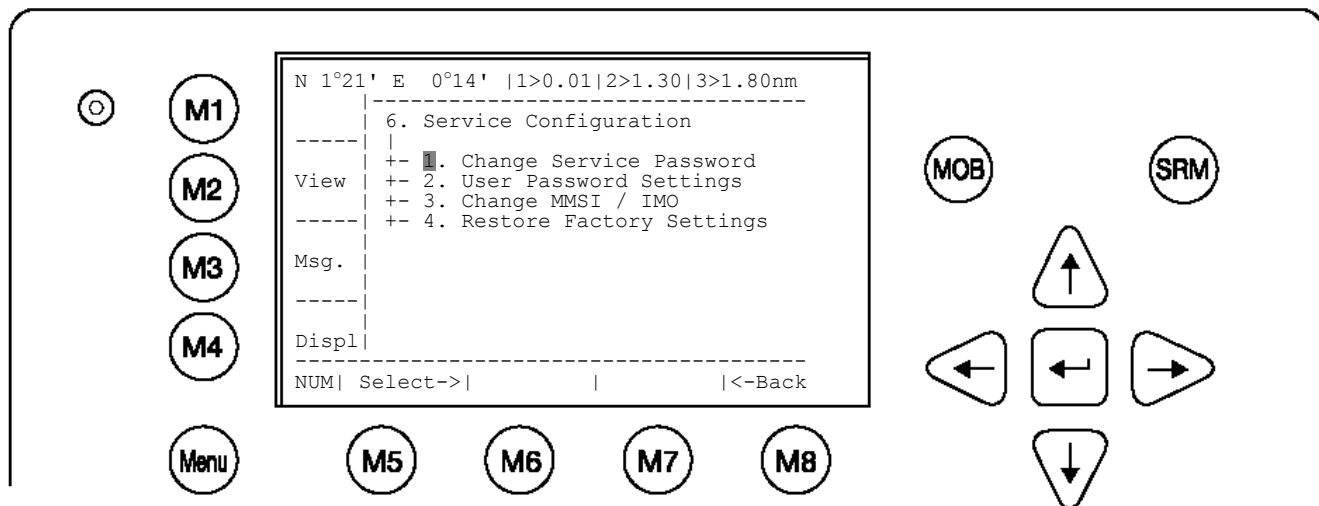 N 1°21' E  0°14' |1>0.01|2>1.30|3>1.80nm
6. Service Configuration
+- 1. Change Service Password
View | +- 2. User Password Settings
+- 3. Change MMSI / IMO
+- 4. Restore Factory Settings
Msg.
Displ
NUM| Select->| | |<-Back
M1
M2
M3
M4
Menu
M5
M6
M7
M8
MOB
SRM